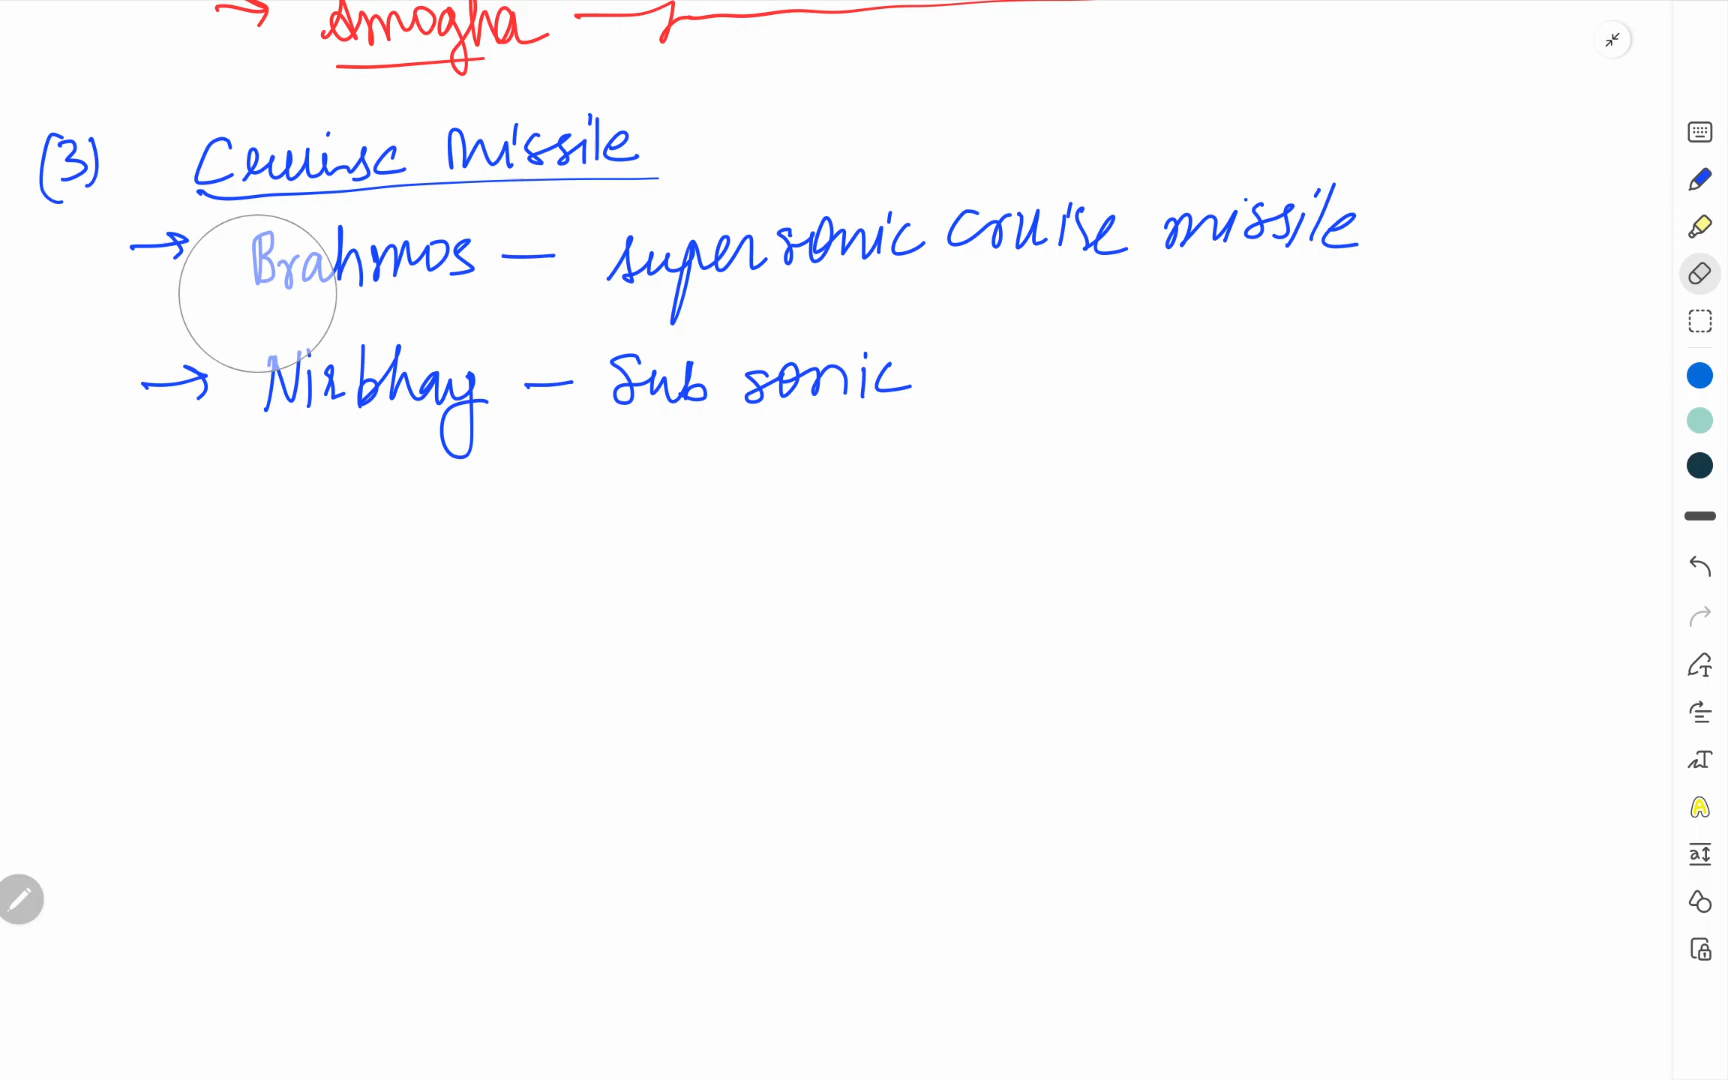 → Amogha —
(3) Cruise missile
→ Brahmos — supersonic cruise missile
→ Nirbhay — Sub sonic